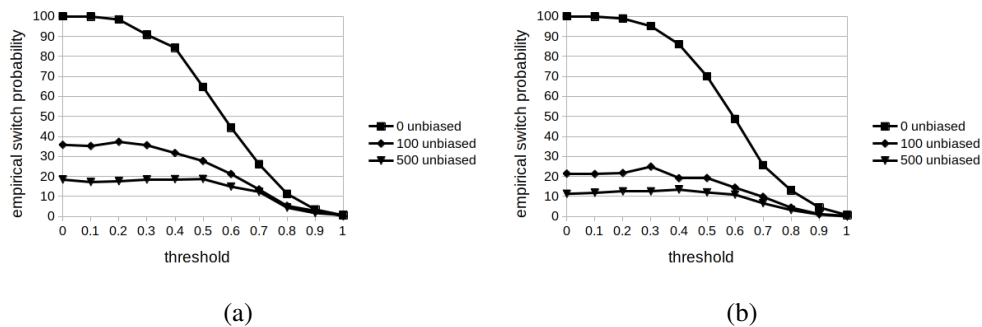 empirical switch probability
100
90
80
70
60
50
40
30
20
10
0
0 0.1 0.2 0.3 0.4 0.5 0.6 0.7 0.8 0.9 1
threshold
0 unbiased
100 unbiased
500 unbiased
(a)
empirical switch probability
100
90
80
70
60
50
40
30
20
10
0
0 0.1 0.2 0.3 0.4 0.5 0.6 0.7 0.8 0.9 1
threshold
0 unbiased
100 unbiased
500 unbiased
(b)